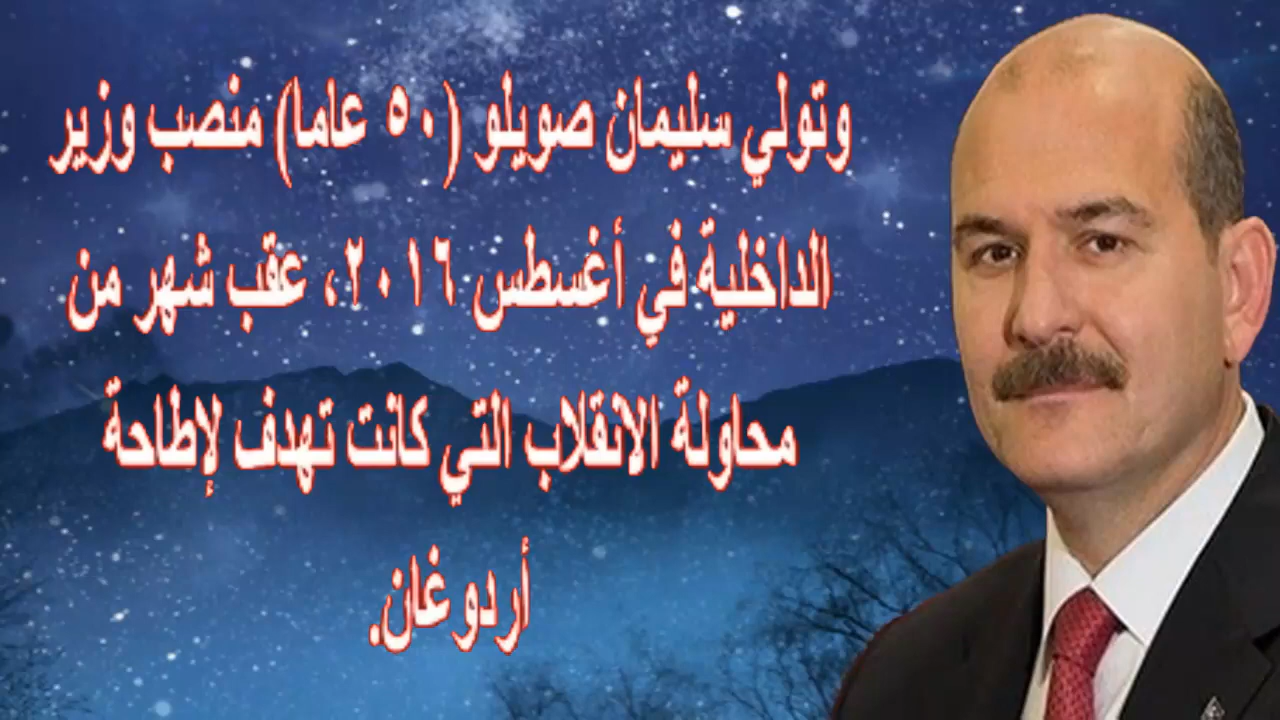 وتولي سليمان صويلو (٥٠ عاما) منصب وزير
الداخلية في أغسطس ٢٠١٦، عقب شهر من
محاولة الانقلاب التي كانت تهدف لإطاحة
أردوغان.